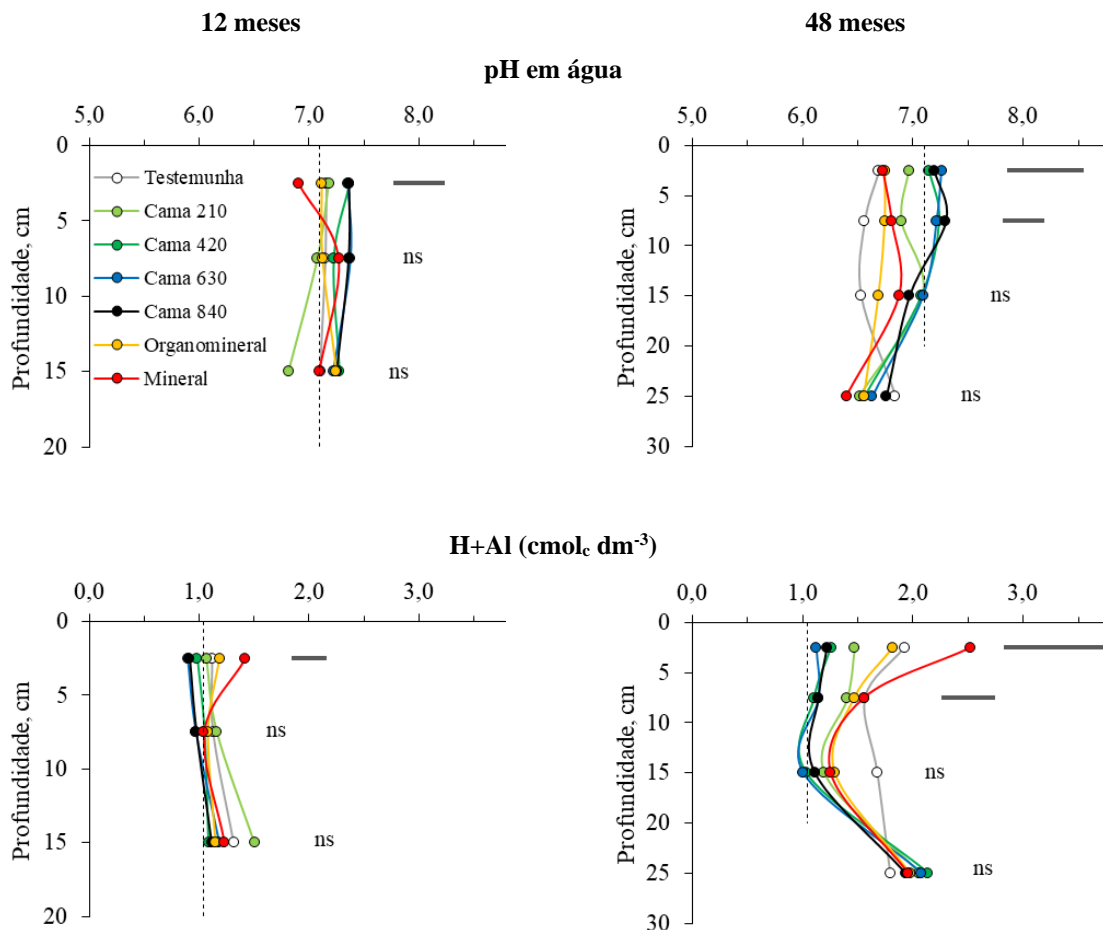 12 meses
48 meses
pH em água
5,0 6,0 7,0 8,0
0
5
10
15
20
Profundidade, cm
Testemunha
Cama 210
Cama 420
Cama 630
Cama 840
Organomineral
Mineral
ns
ns
5,0 6,0 7,0 8,0
0
5
10
15
20
25
30
Profundidade, cm
ns
ns
H+Al (cmolc dm-3)
0,0 1,0 2,0 3,0
0
5
10
15
20
Profundidade, cm
ns
ns
0,0 1,0 2,0 3,0
0
5
10
15
20
25
30
Profundidade, cm
ns
ns